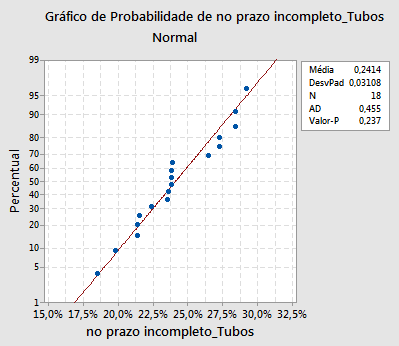 Gráfico de Probabilidade de no prazo incompleto_Tubos
Normal
Média 0,2414
DesvPad 0,03108
N 18
AD 0,455
Valor-P 0,237
Percentual
99
95
90
80
70
60
50
40
30
20
10
5
1
15,0% 17,5% 20,0% 22,5% 25,0% 27,5% 30,0% 32,5%
no prazo incompleto_Tubos